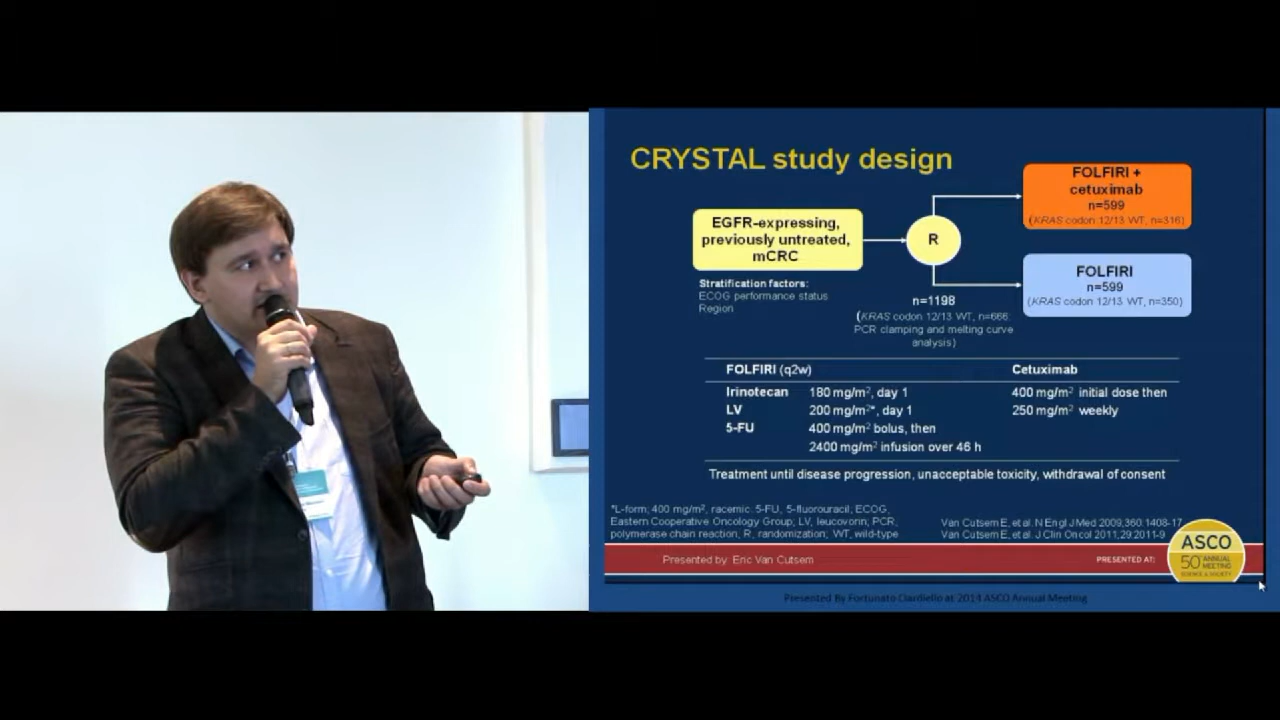 CRYSTAL study design
EGFR-expressing,
previously untreated,
mCRC
Stratification factors:
ECOG performance status
Region
R
n=1198
(KRAS codon 12/13 WT, n=666:
PCR clamping and melting curve
analysis)
FOLFIRI +
cetuximab
n=599
(KRAS codon 12/13 WT, n=316)
FOLFIRI
n=599
(KRAS codon 12/13 WT, n=350)
FOLFIRI (q2w) Cetuximab
Irinotecan 180 mg/m², day 1 400 mg/m² initial dose then
LV 200 mg/m²*, day 1 250 mg/m² weekly
5-FU 400 mg/m² bolus, then
2400 mg/m² infusion over 46 h
Treatment until disease progression, unacceptable toxicity, withdrawal of consent
*L-form; 400 mg/m², racemic. 5-FU, 5-fluorouracil; ECOG,
Eastern Cooperative Oncology Group; LV, leucovorin; PCR,
polymerase chain reaction; R, randomization; WT, wild-type
Van Cutsem E, et al. N Engl J Med 2009;360:1408-17
Van Cutsem E, et al. J Clin Oncol 2011;29:2011-9
Presented by: Eric Van Cutsem
PRESENTED AT:
ASCO
50 ANNUAL
MEETING
SCIENCE & SOCIETY
Presented By Fortunato Ciardiello at 2014 ASCO Annual Meeting